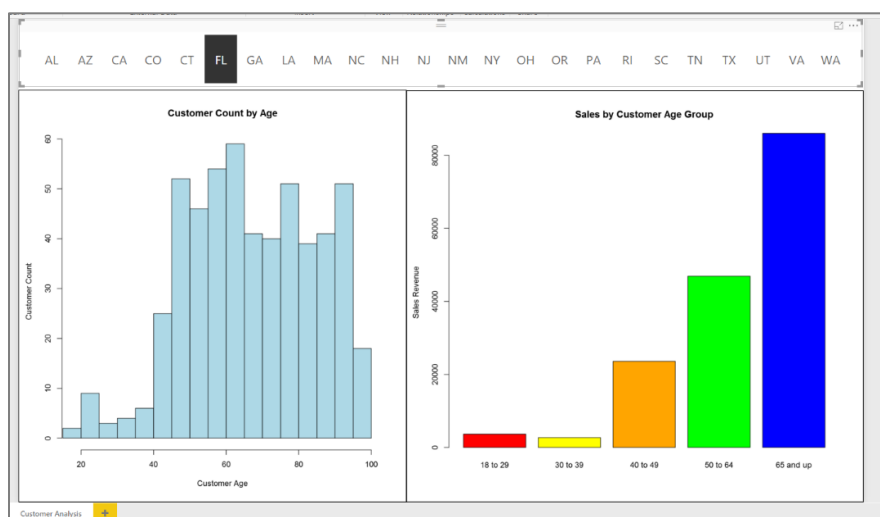 AL AZ CA CO CT FL GA LA MA NC NH NJ NM NY OH OR PA RI SC TN TX UT VA WA
Customer Count by Age
60
50
40
30
20
10
0
Customer Count
20 40 60 80 100
Customer Age
Sales by Customer Age Group
80000
60000
40000
20000
0
Sales Revenue
18 to 29 30 to 39 40 to 49 50 to 64 65 and up
Customer Analysis +